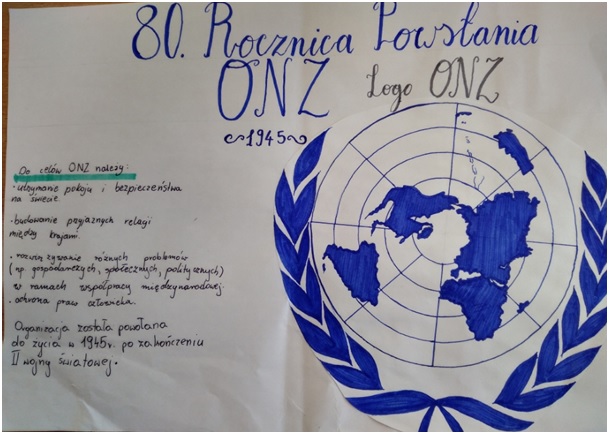 80. Rocznica Powstania
ONZ
Logo ONZ
1945
Do celów ONZ należy:
• utrzymanie pokoju i bezpieczeństwa
na świecie.
• budowanie przyjaznych relacji
między krajami.
• rozwiązywanie różnych problemów
(np. gospodarczych, społecznych, politycznych)
w ramach współpracy międzynarodowej.
• ochrona praw człowieka.
Organizacja została powołana
do życia w 1945r. po zakończeniu
II wojny światowej.